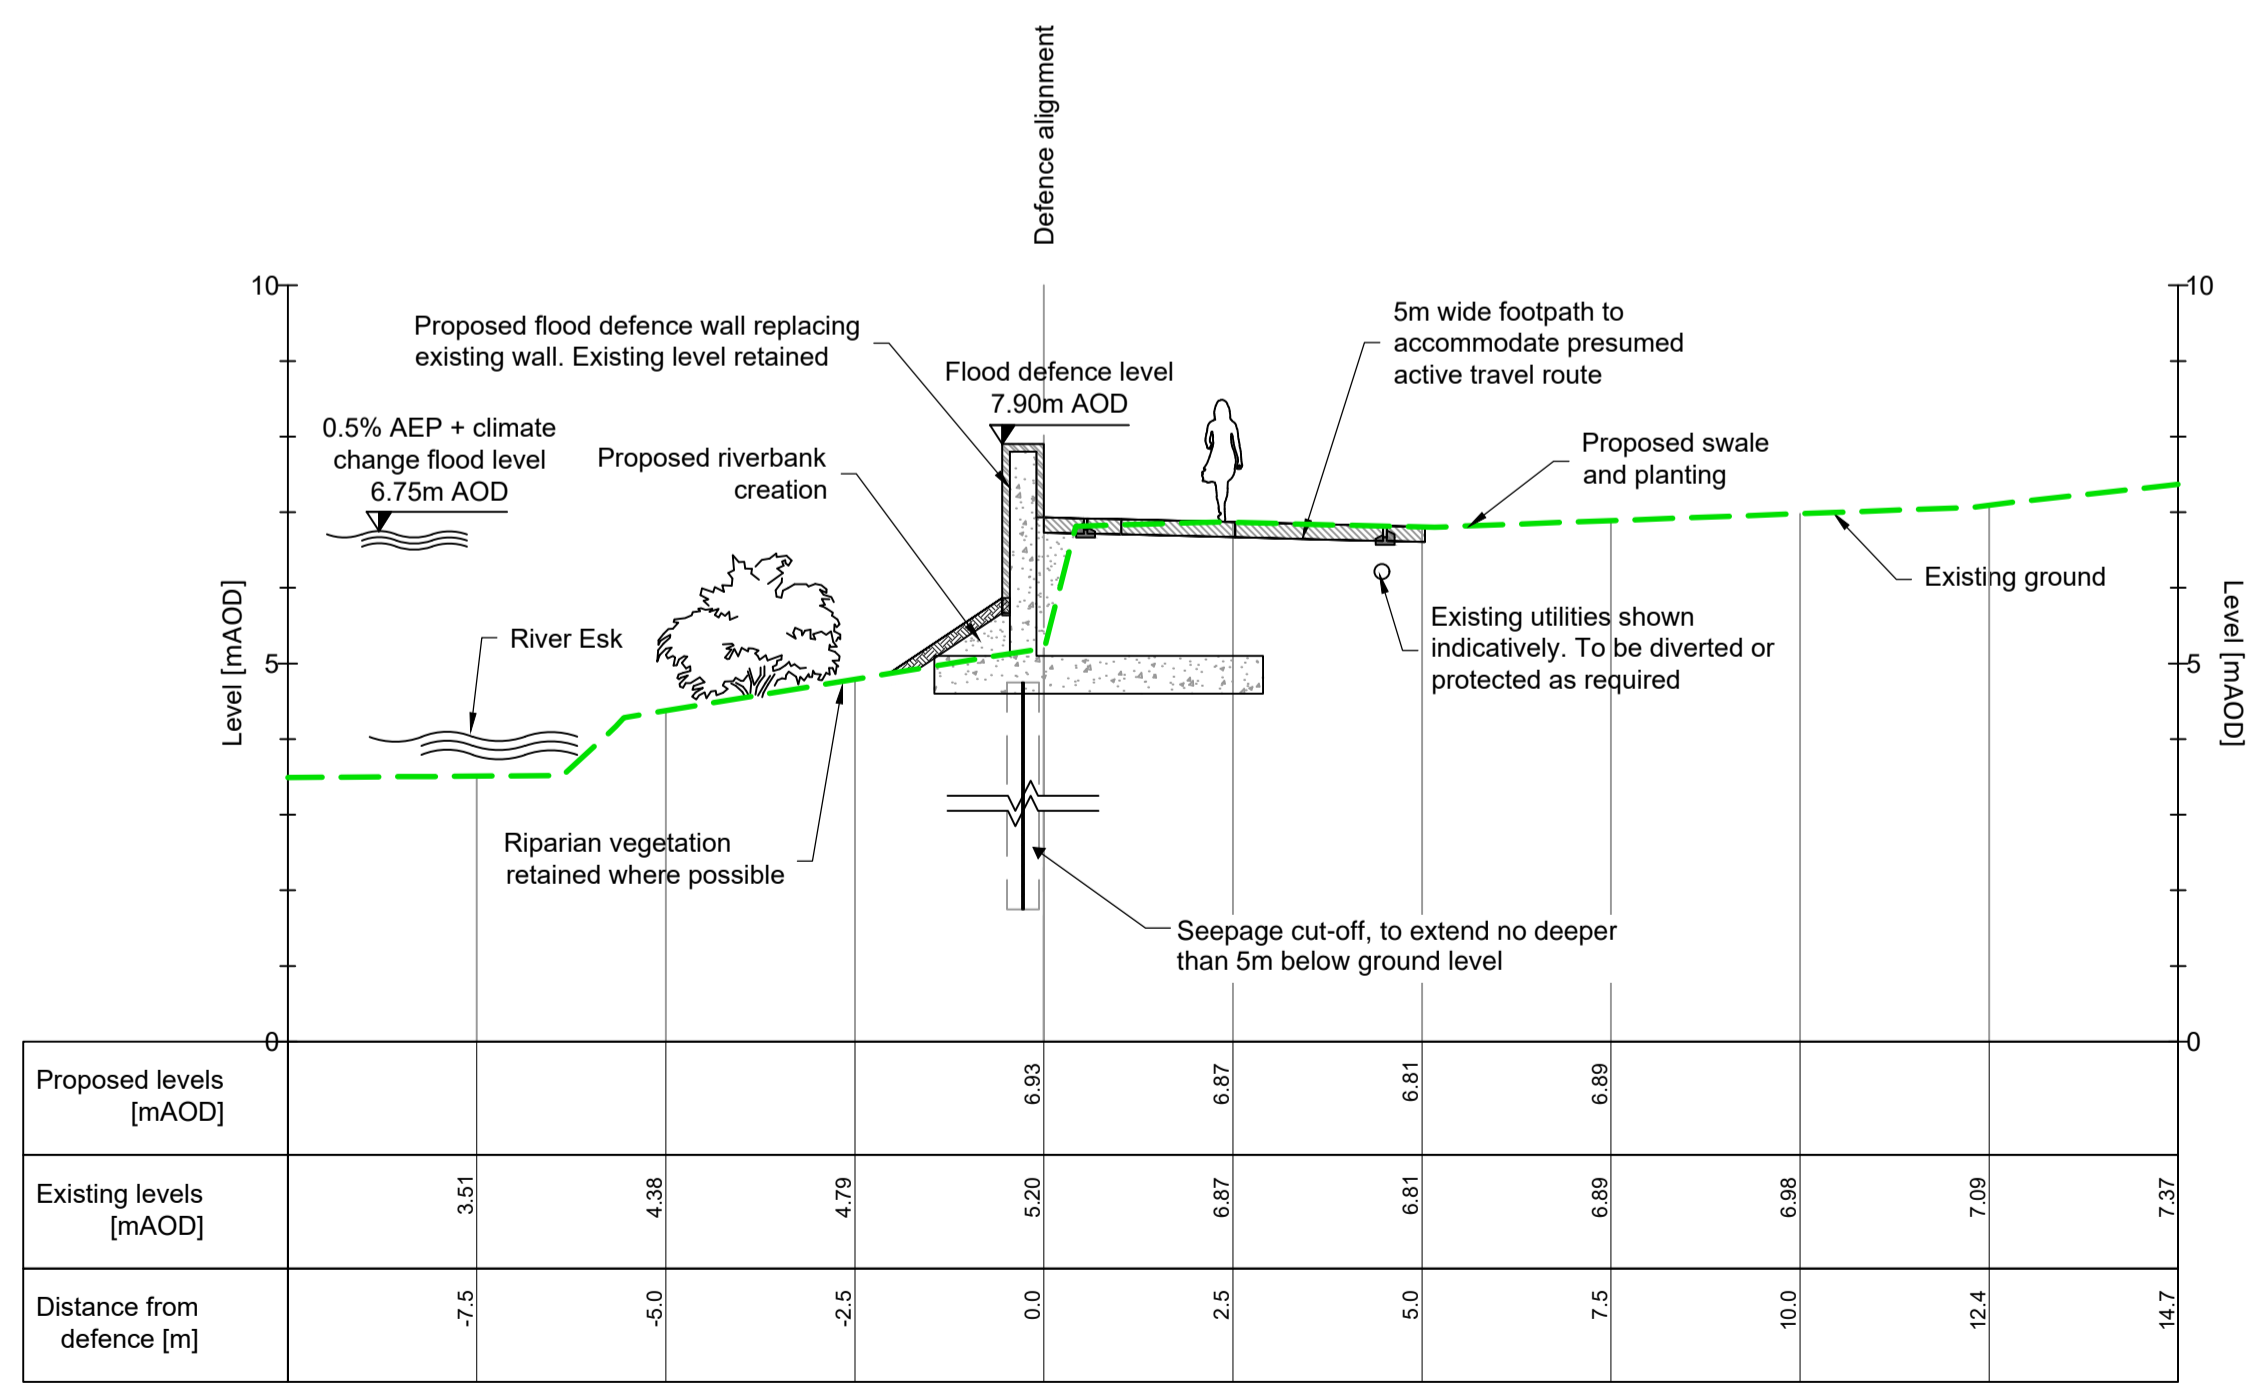 Defence alignment
10
10
Proposed flood defence wall replacing
existing wall. Existing level retained
5m wide footpath to
accommodate presumed
active travel route
Flood defence level
7.90m AOD
0.5% AEP + climate
change flood level
6.75m AOD
Proposed riverbank
creation
Proposed swale
and planting
Existing ground
Level [mAOD]
Level [mAOD]
River Esk
Existing utilities shown
indicatively. To be diverted or
protected as required
5
5
Riparian vegetation
retained where possible
Seepage cut-off, to extend no deeper
than 5m below ground level
0
0
Proposed levels
[mAOD]
6.93
6.87
6.81
6.89
Existing levels
[mAOD]
3.51
4.38
4.79
5.20
6.87
6.81
6.89
6.98
7.09
7.37
Distance from
defence [m]
-7.5
-5.0
-2.5
0.0
2.5
5.0
7.5
10.0
12.4
14.7